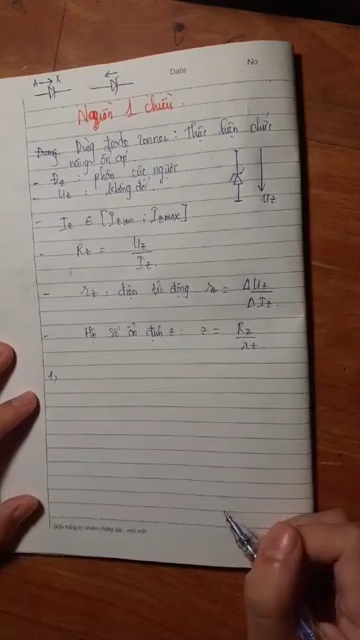 A K
Date No
Nguồn 1 chiều.
Dùng diode zenner: thực hiện chức
năng ổn áp
- Dz: phân cực ngược
- Uz: không đổi
Uz
- Iz ∈ [Izmin ; Izmax]
- Rz = Uz / Iz
- rz: điện trở động rz = ΔUz / ΔIz
- Hệ số ổn định z: z = Rz / rz
1,